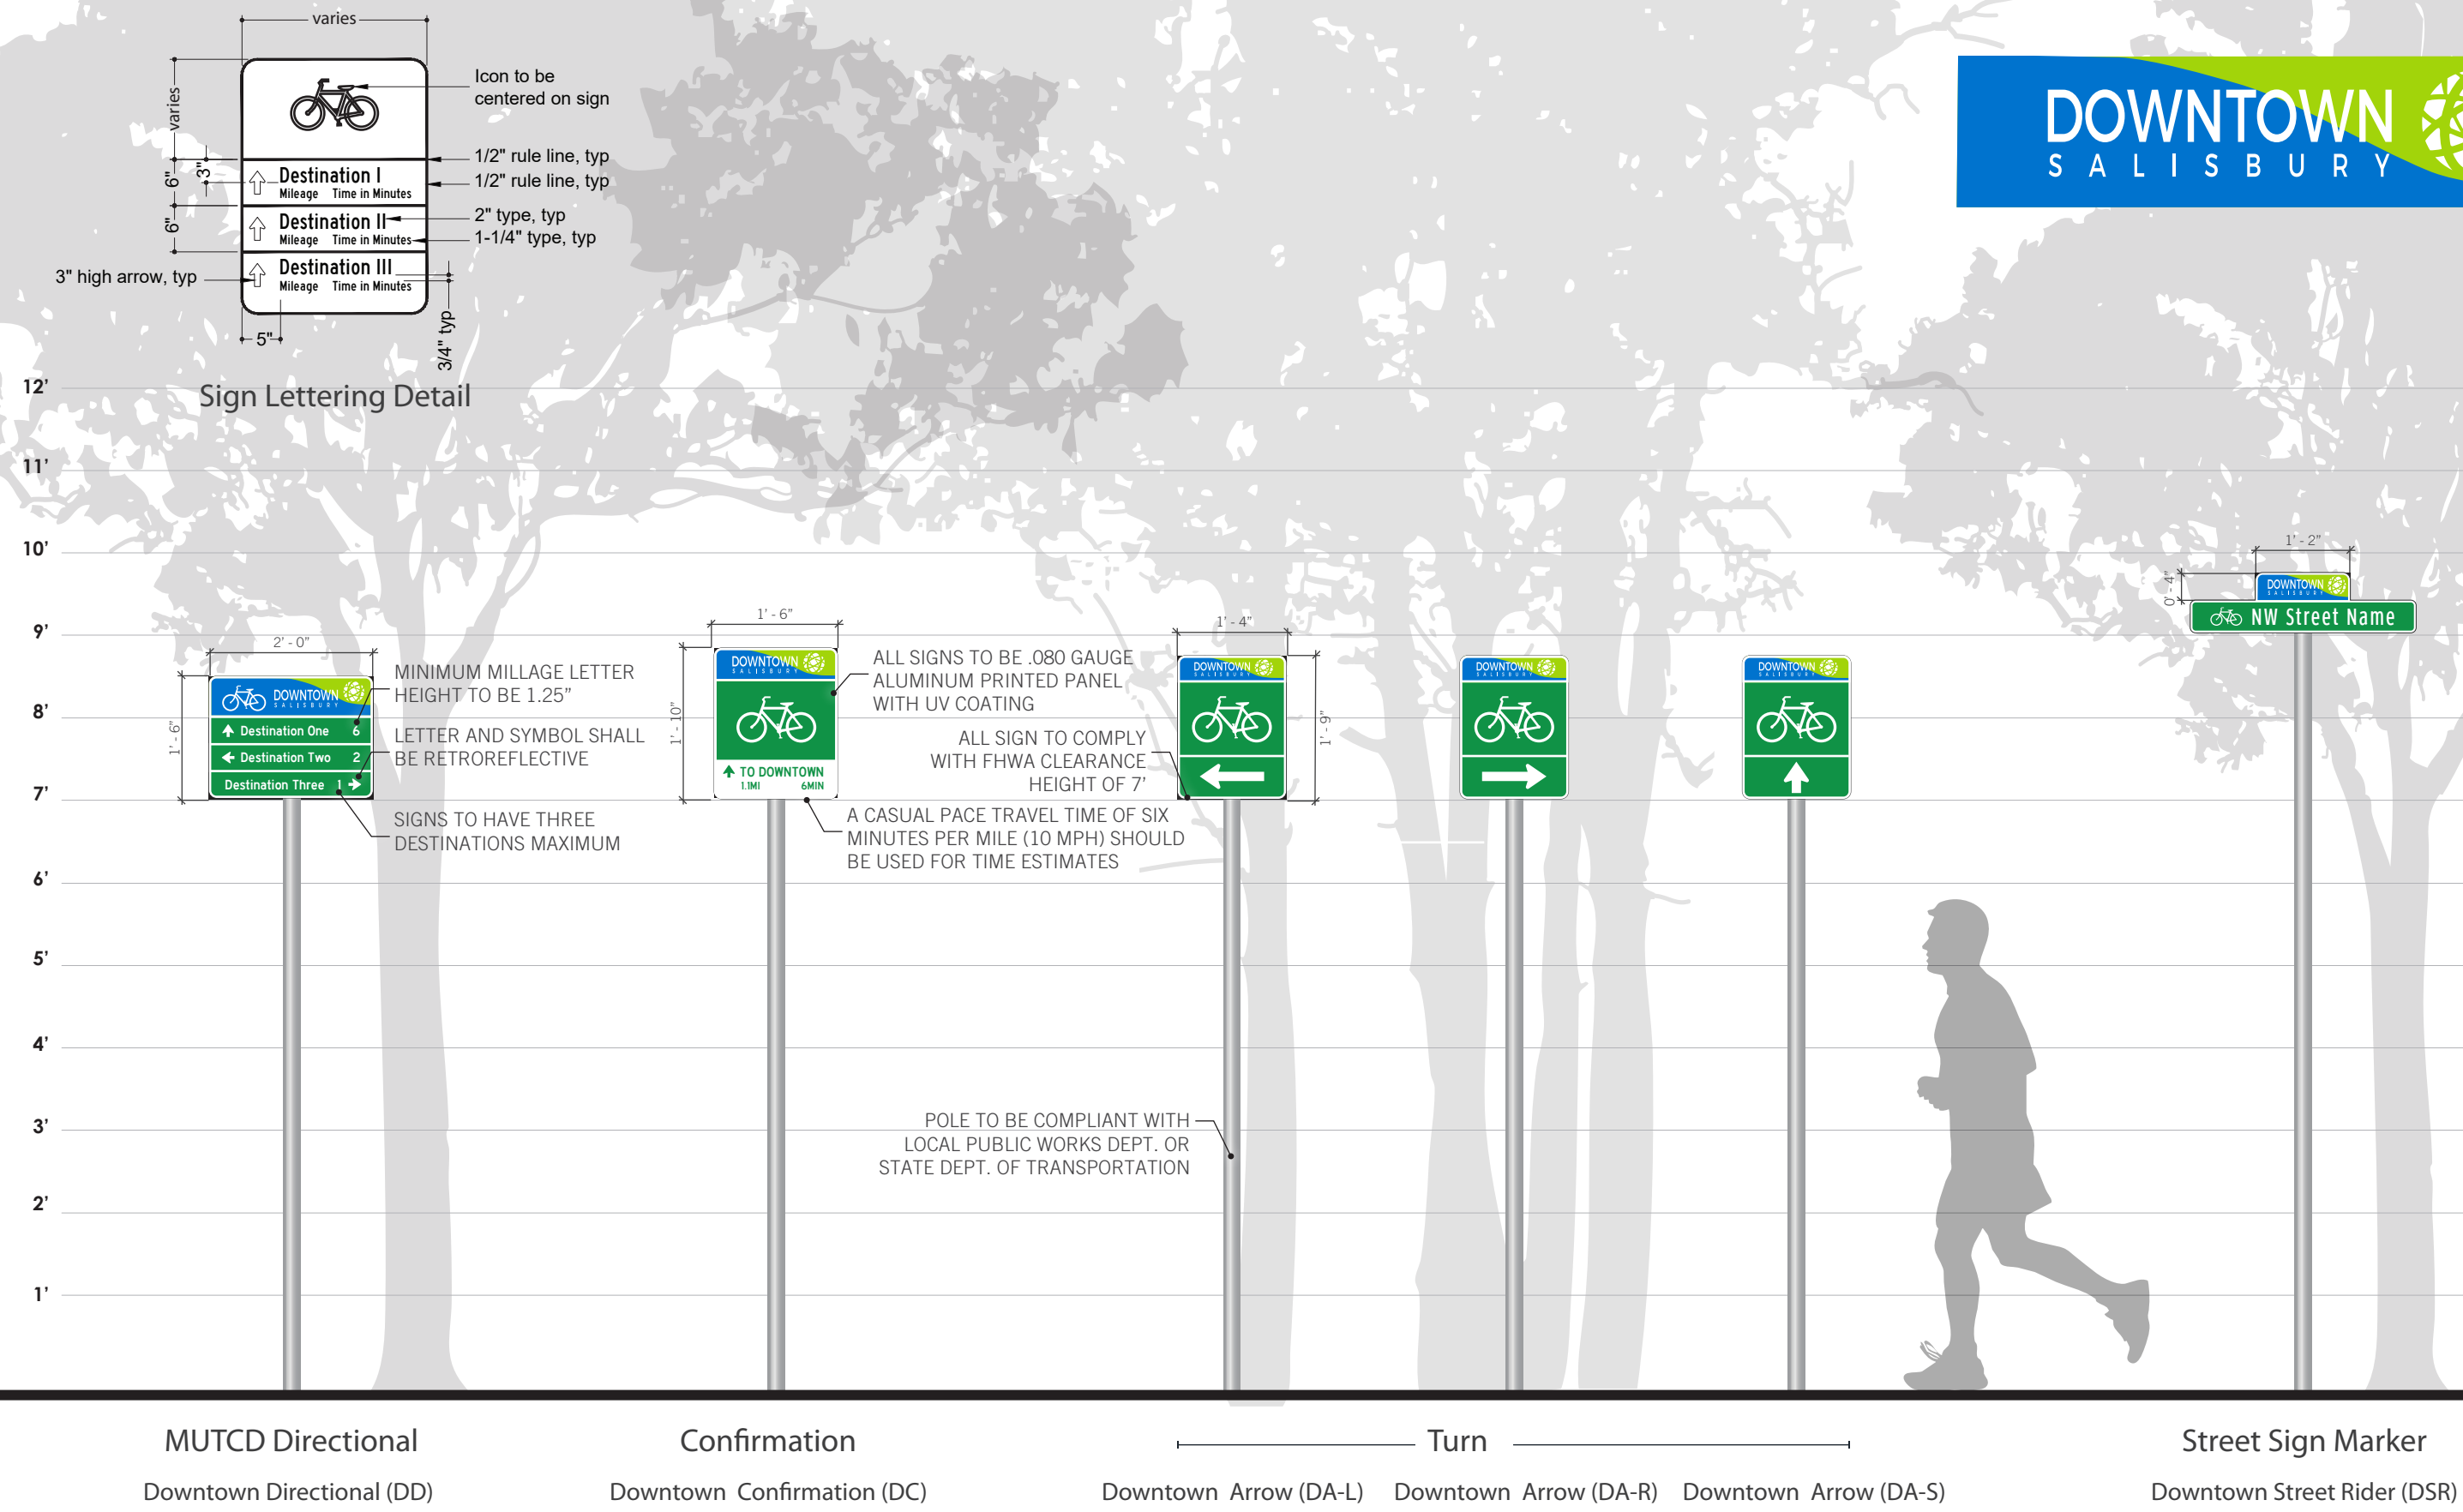 varies
varies
Icon to be
centered on sign
1/2" rule line, typ
1/2" rule line, typ
2" type, typ
1-1/4" type, typ
3"
6"
6"
Destination I
Mileage Time in Minutes
Destination II
Mileage Time in Minutes
Destination III
Mileage Time in Minutes
3" high arrow, typ
5"
3/4" typ
Sign Lettering Detail
DOWNTOWN
SALISBURY
12’
11’
10’
9’
8’
7’
6’
5’
4’
3’
2’
1’
2’ - 0”
1’ - 6”
DOWNTOWN
SALISBURY
Destination One 6
Destination Two 2
Destination Three 1
MINIMUM MILLAGE LETTER
HEIGHT TO BE 1.25”
LETTER AND SYMBOL SHALL
BE RETROREFLECTIVE
SIGNS TO HAVE THREE
DESTINATIONS MAXIMUM
1’ - 6”
1’ - 10”
DOWNTOWN
SALISBURY
TO DOWNTOWN
1.1MI 6MIN
ALL SIGNS TO BE .080 GAUGE
ALUMINUM PRINTED PANEL
WITH UV COATING
ALL SIGN TO COMPLY
WITH FHWA CLEARANCE
HEIGHT OF 7’
A CASUAL PACE TRAVEL TIME OF SIX
MINUTES PER MILE (10 MPH) SHOULD
BE USED FOR TIME ESTIMATES
1’ - 4”
1’ - 9”
DOWNTOWN
SALISBURY
POLE TO BE COMPLIANT WITH
LOCAL PUBLIC WORKS DEPT. OR
STATE DEPT. OF TRANSPORTATION
DOWNTOWN
SALISBURY
DOWNTOWN
SALISBURY
1’ - 2”
0’ - 4”
DOWNTOWN
SALISBURY
NW Street Name
MUTCD Directional
Downtown Directional (DD)
Confirmation
Downtown Confirmation (DC)
Turn
Downtown Arrow (DA-L)
Downtown Arrow (DA-R)
Downtown Arrow (DA-S)
Street Sign Marker
Downtown Street Rider (DSR)